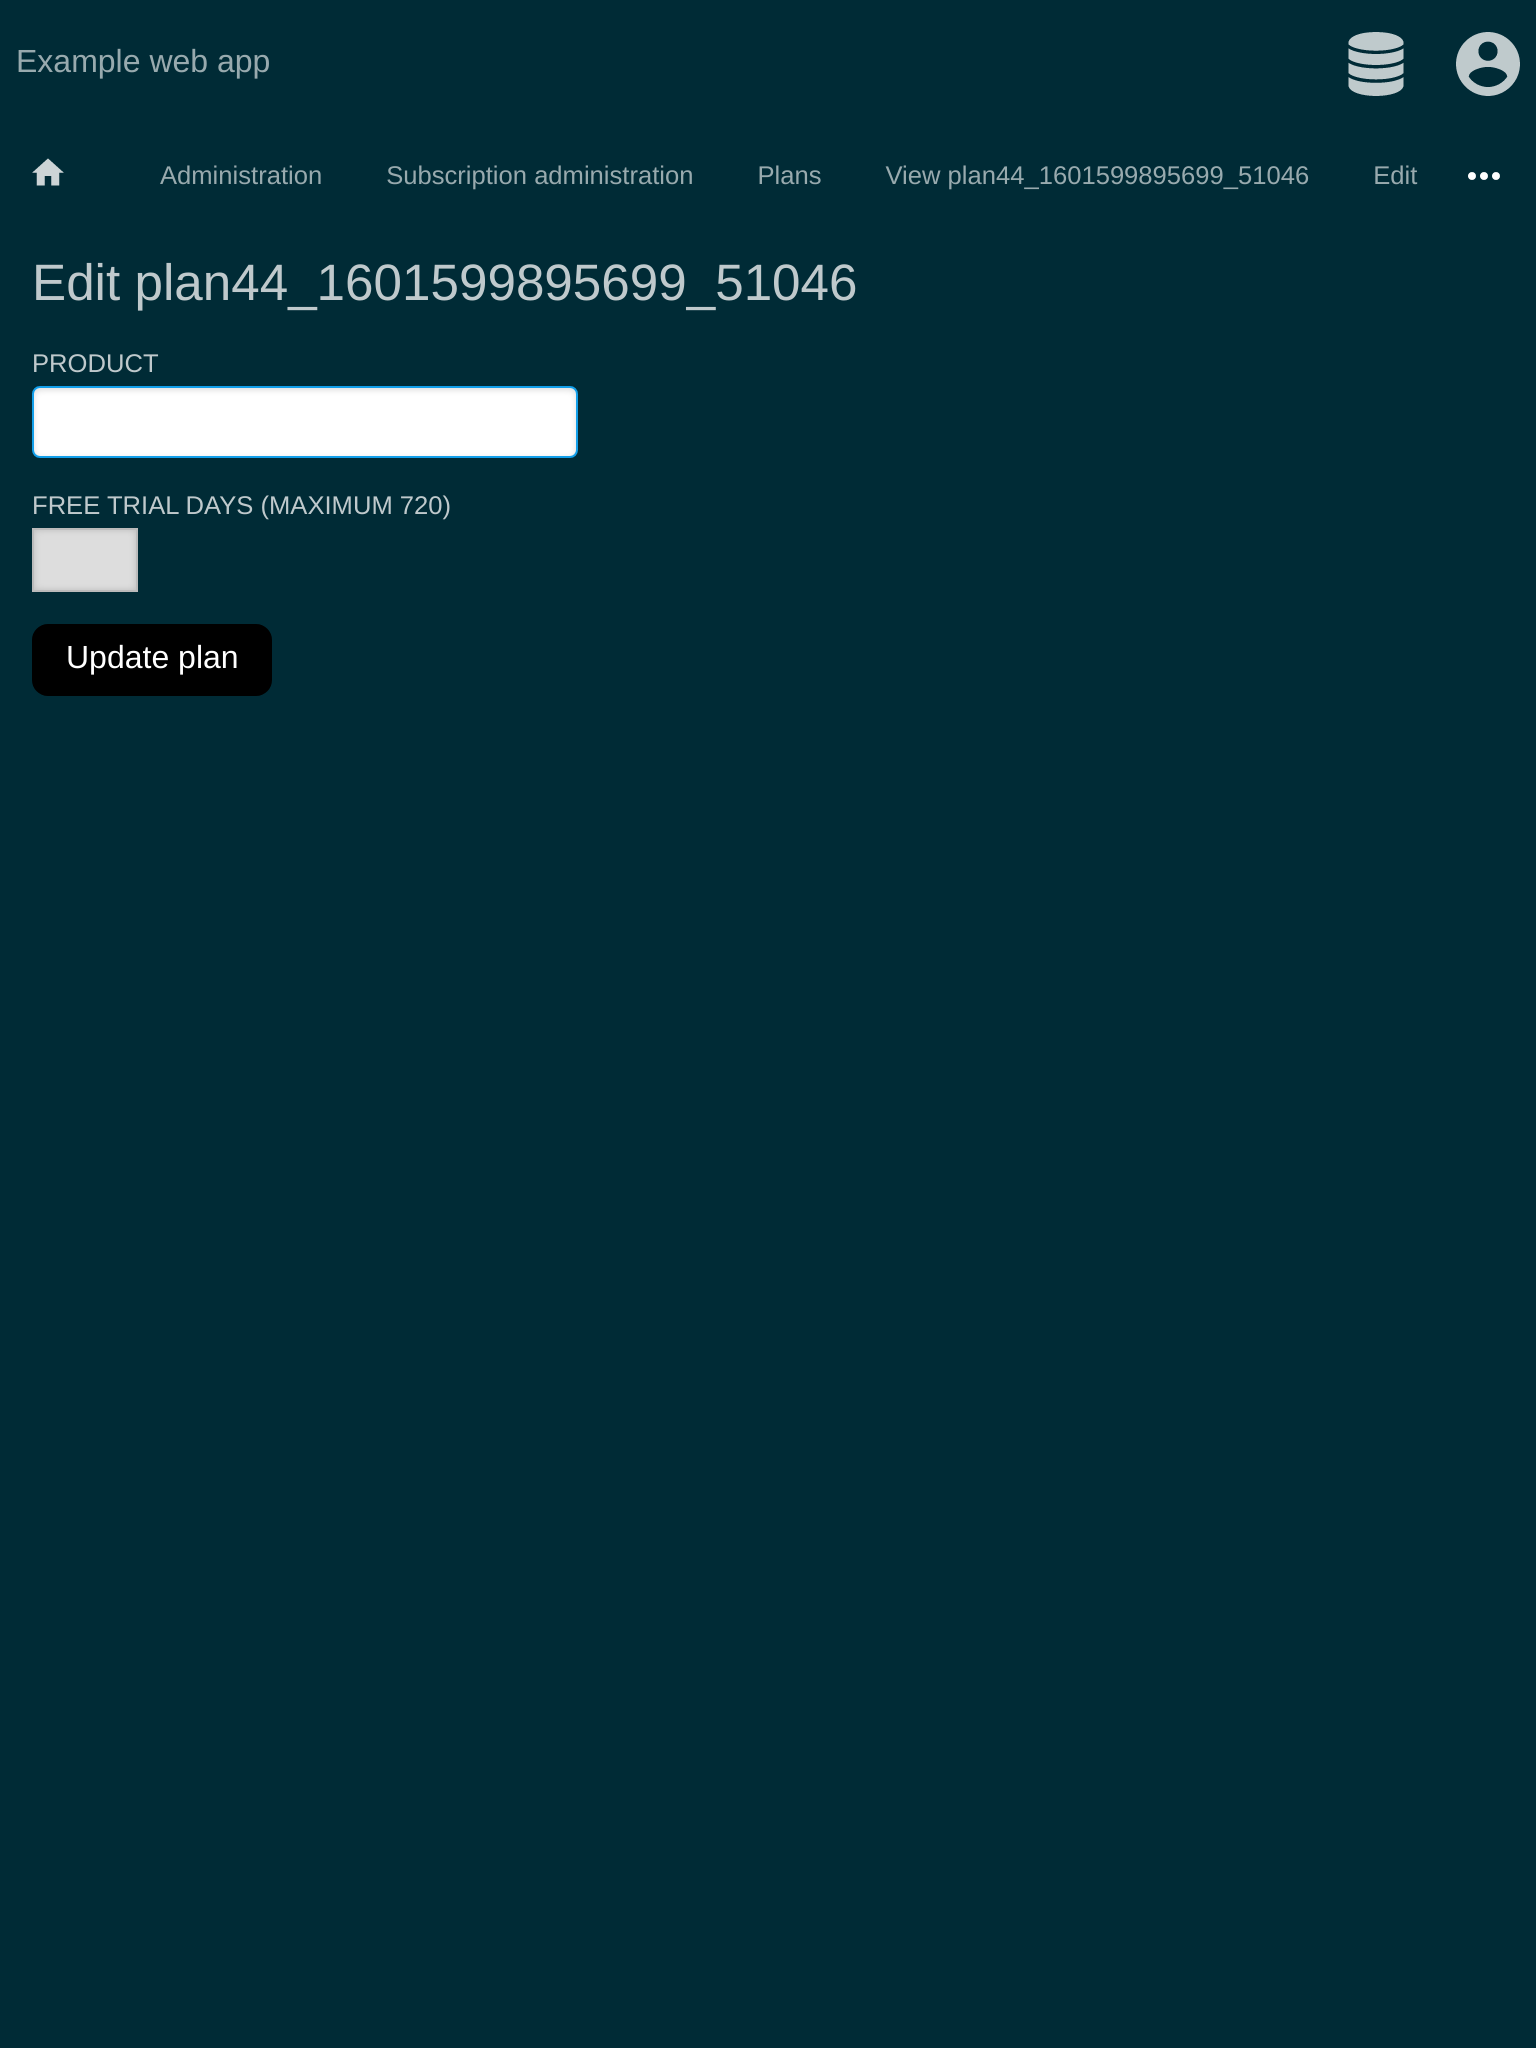 Example web app
Administration Subscription administration Plans View plan44_1601599895699_51046 Edit
Edit plan44_1601599895699_51046
PRODUCT
FREE TRIAL DAYS (MAXIMUM 720)
Update plan